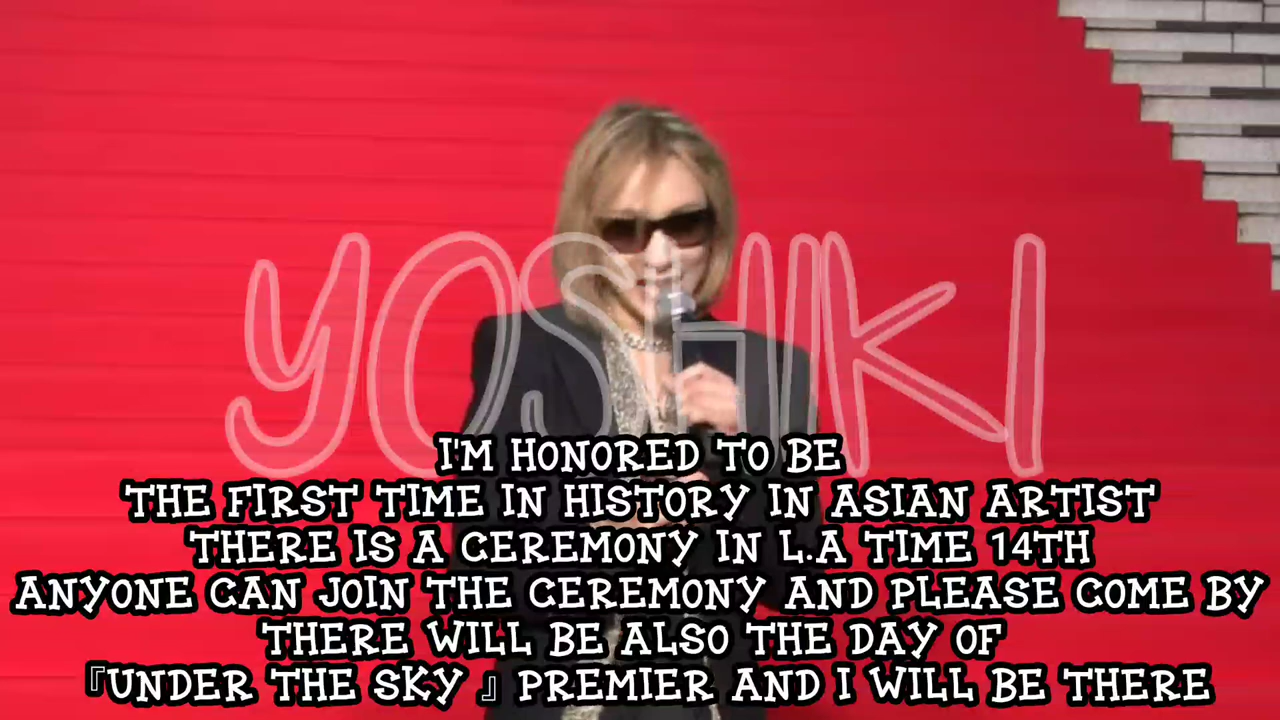 YOSHIKI
I'M HONORED TO BE
THE FIRST TIME IN HISTORY IN ASIAN ARTIST
THERE IS A CEREMONY IN L.A TIME 14TH
ANYONE CAN JOIN THE CEREMONY AND PLEASE COME BY
THERE WILL BE ALSO THE DAY OF
『UNDER THE SKY 』 PREMIER AND I WILL BE THERE